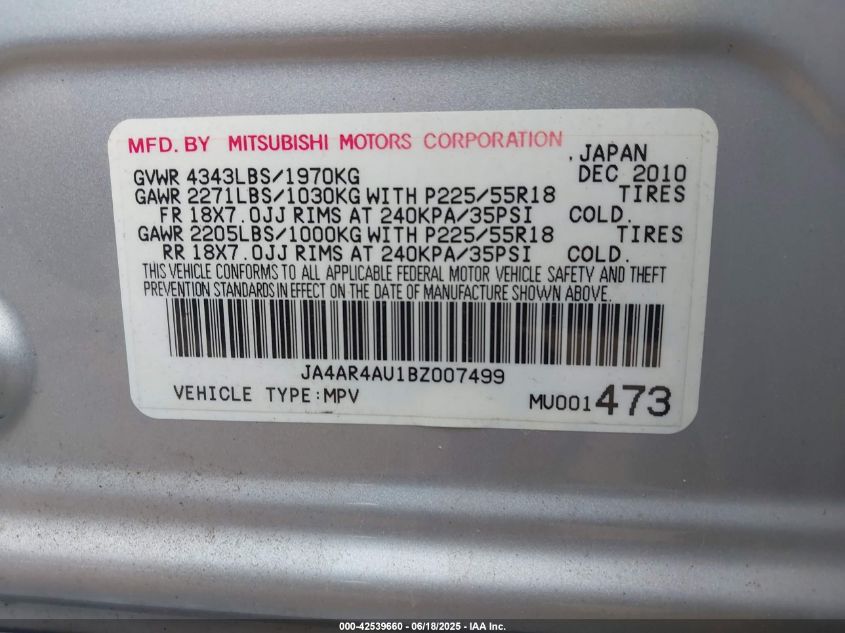 MFD. BY MITSUBISHI MOTORS CORPORATION
.JAPAN
GVWR 4343LBS/1970KG DEC 2010
GAWR 2271LBS/1030KG WITH P225/55R18 TIRES
FR 18X7.0JJ RIMS AT 240KPA/35PSI COLD.
GAWR 2205LBS/1000KG WITH P225/55R18 TIRES
RR 18X7.0JJ RIMS AT 240KPA/35PSI COLD.
THIS VEHICLE CONFORMS TO ALL APPLICABLE FEDERAL MOTOR VEHICLE SAFETY AND THEFT
PREVENTION STANDARDS IN EFFECT ON THE DATE OF MANUFACTURE SHOWN ABOVE.
JA4AR4AU1BZ007499
VEHICLE TYPE:MPV MU001473
000-42539660 - 06/18/2025 - IAA Inc.